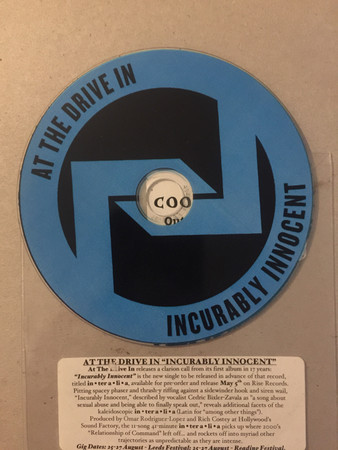 AT THE DRIVE IN
COO
INCURABLY INNOCENT
AT THE DRIVE IN "INCURABLY INNOCENT"
At The Drive In releases a clarion call from its first album in 17 years:
"Incurably Innocent" is the new single to be released in advance of that record,
titled in • ter a • li • a, available for pre-order and release May 5th on Rise Records.
Pitting spacey phaser and thrashy riffing against a sidewinder hook and siren wail,
"Incurably Innocent," described by vocalist Cedric Bixler-Zavala as "a song about
sexual abuse and being able to finally speak out," reveals additional facets of the
kaleidoscopic in • ter a • li • a (Latin for "among other things").
Produced by Omar Rodriguez-Lopez and Rich Costey at Hollywood's
Sound Factory, the 11-song 41-minute in • ter a • li • a picks up where 2000's
"Relationship of Command" left off... and rockets off into myriad other
trajectories as unpredictable as they are intense.
Gig Dates: 25-27 August - Leeds Festival; 25-27 August - Reading Festival.